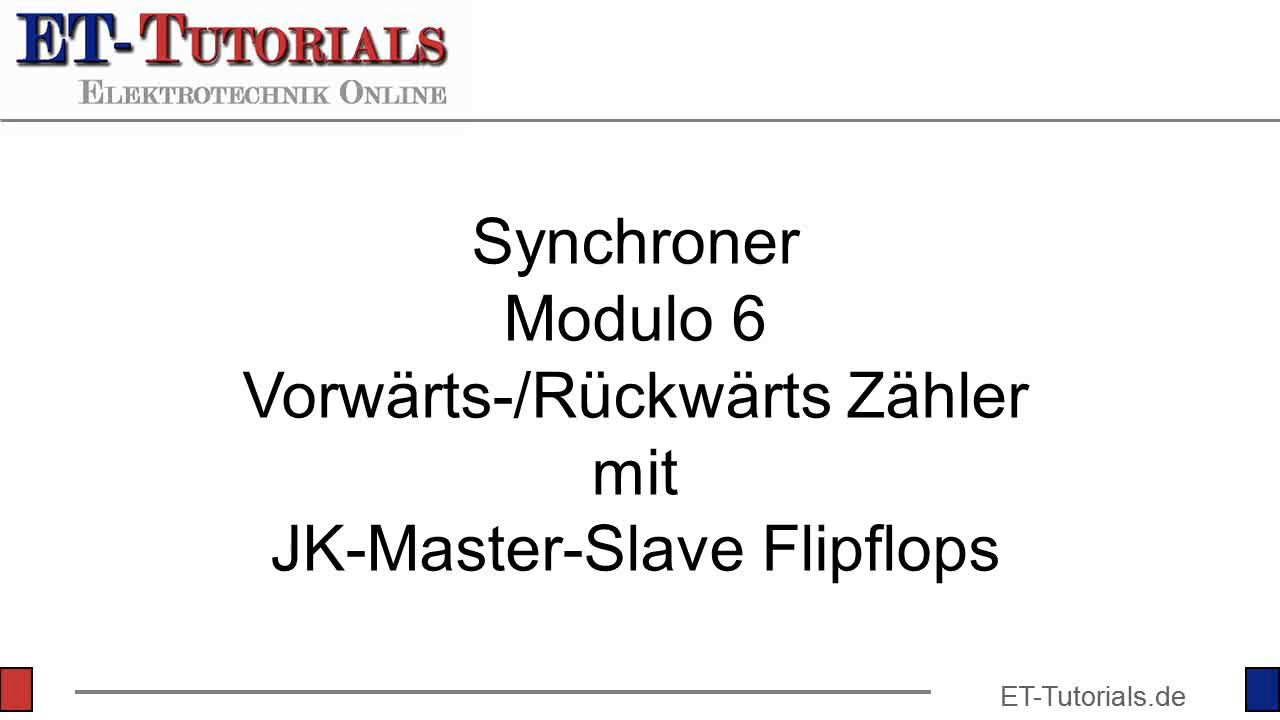 ET-Tutorials
Elektrotechnik Online
Synchroner
Modulo 6
Vorwärts-/Rückwärts Zähler
mit
JK-Master-Slave Flipflops
ET-Tutorials.de